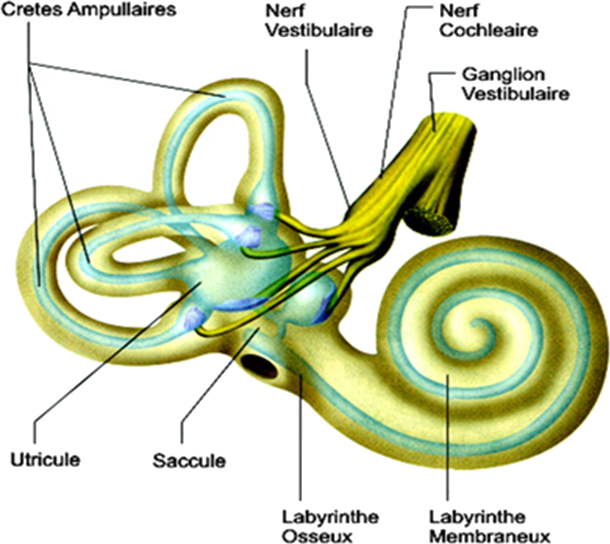 Cretes Ampullaires
Nerf
Vestibulaire
Nerf
Cochleaire
Ganglion
Vestibulaire
Utricule
Saccule
Labyrinthe
Osseux
Labyrinthe
Membraneux